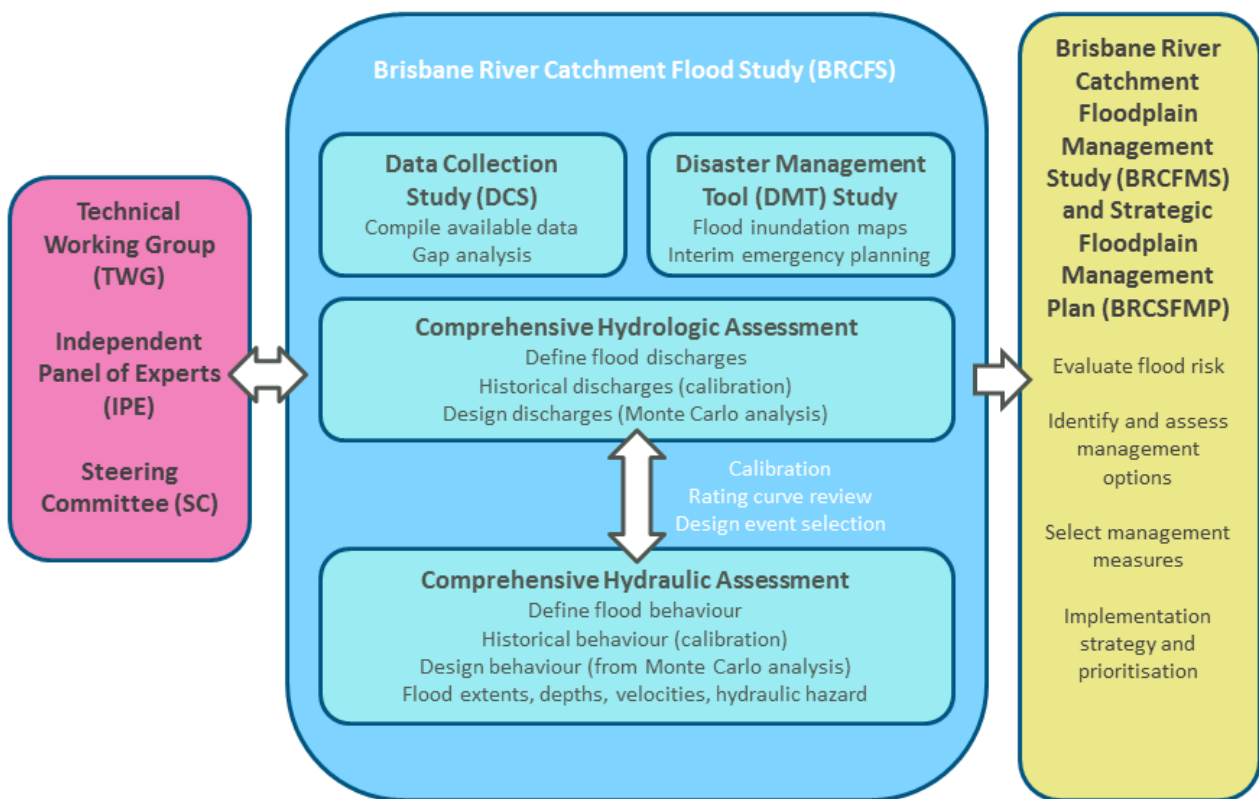 Brisbane River Catchment Flood Study (BRCFS)
Data Collection
Study (DCS)
Compile available data
Gap analysis
Disaster Management
Tool (DMT) Study
Flood inundation maps
Interim emergency planning
Technical
Working Group
(TWG)
Independent
Panel of Experts
(IPE)
Steering
Committee (SC)
Comprehensive Hydrologic Assessment
Define flood discharges
Historical discharges (calibration)
Design discharges (Monte Carlo analysis)
Calibration
Rating curve review
Design event selection
Comprehensive Hydraulic Assessment
Define flood behaviour
Historical behaviour (calibration)
Design behaviour (from Monte Carlo analysis)
Flood extents, depths, velocities, hydraulic hazard
Brisbane River
Catchment
Floodplain
Management
Study (BRCFMS)
and Strategic
Floodplain
Management
Plan (BRCSFMP)
Evaluate flood risk
Identify and assess
management
options
Select management
measures
Implementation
strategy and
prioritisation